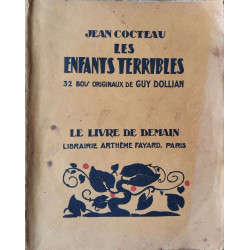 JEAN COCTEAU
LES
ENFANTS TERRIBLES
32 BOIS ORIGINAUX DE GUY DOLLIAN
LE LIVRE DE DEMAIN
LIBRAIRIE ARTHÈME FAYARD, PARIS